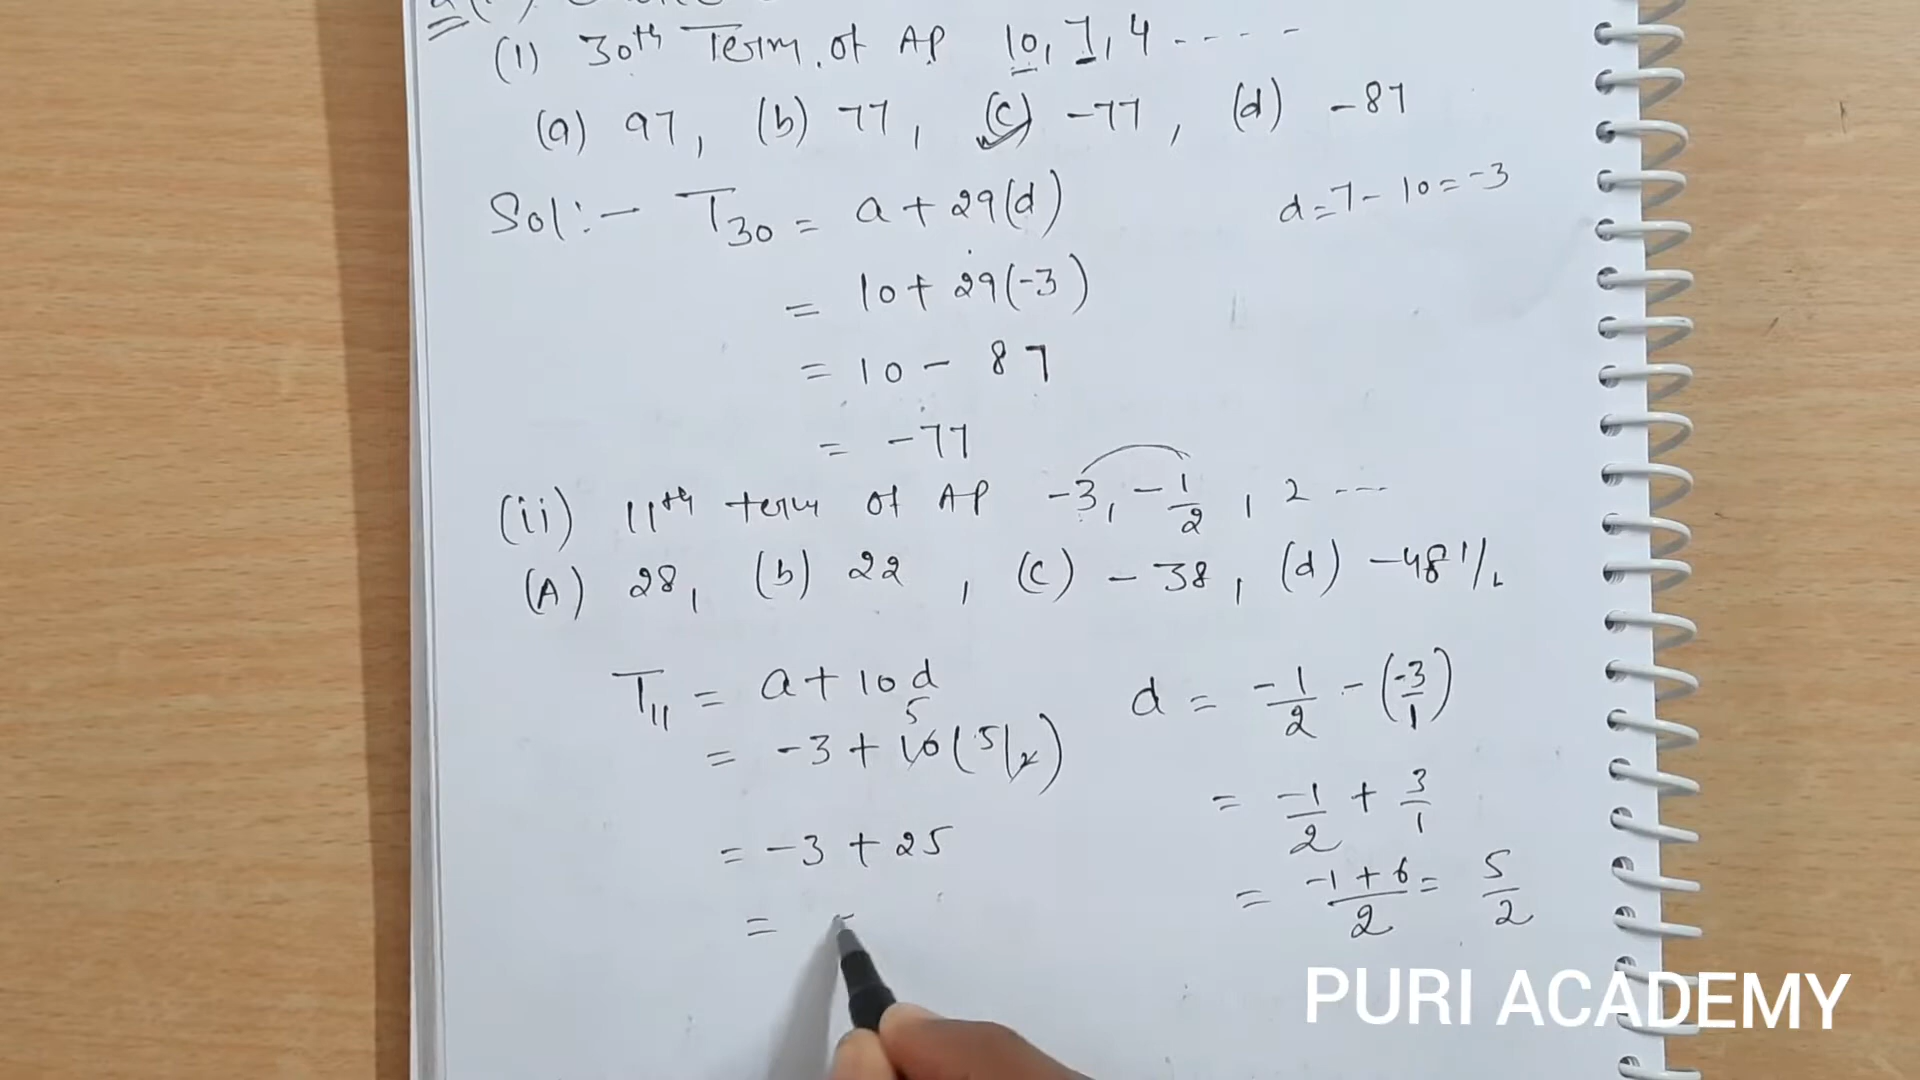 (1) 30th Term of AP 10, 7, 4 ----
(a) 97, (b) 77, (c) -77, (d) -87
Sol:- T30 = a + 29(d) d = 7 - 10 = -3
= 10 + 29(-3)
= 10 - 87
= -77
(ii) 11th term of AP -3, -1/2, 2 ---
(A) 28, (b) 22, (c) -38, (d) -48 1/2
T11 = a + 10d d = -1/2 - (-3/1)
5
= -3 + 10(5/2) = -1/2 + 3/1
= -3 + 25 = -1+6/2 = 5/2
=
PURI ACADEMY